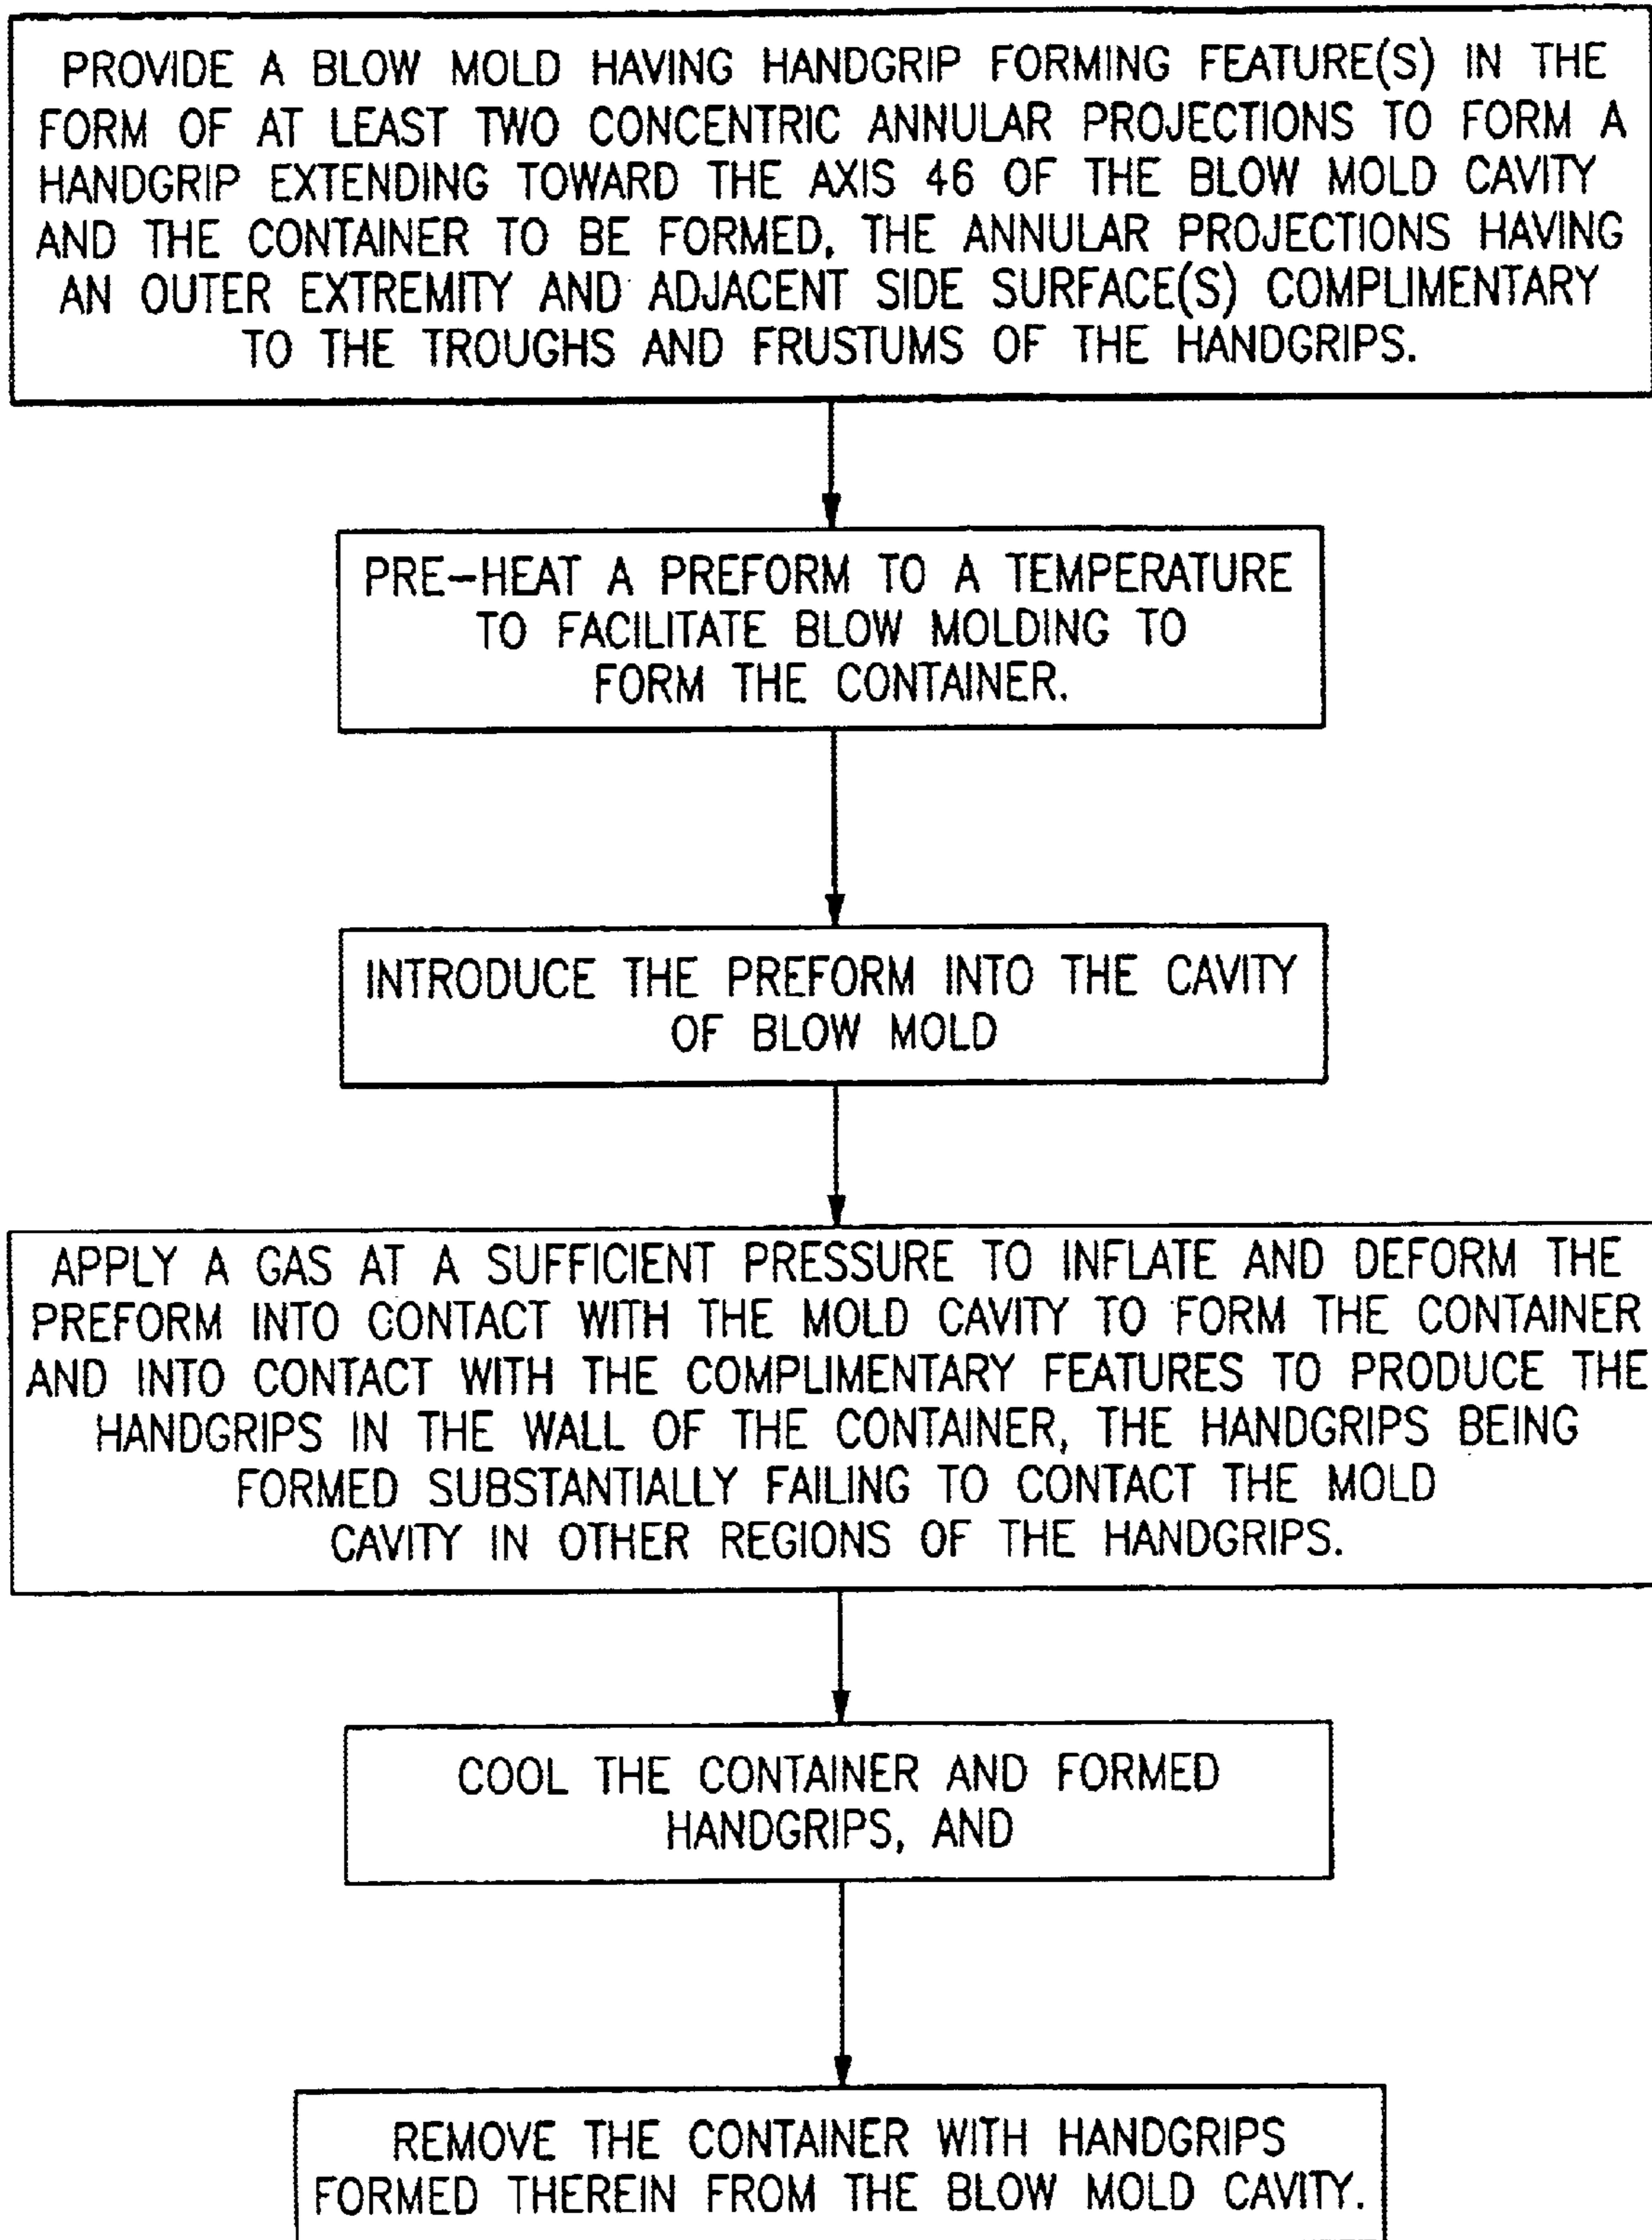 PROVIDE A BLOW MOLD HAVING HANDGRIP FORMING FEATURE(S) IN THE
FORM OF AT LEAST TWO CONCENTRIC ANNULAR PROJECTIONS TO FORM A
HANDGRIP EXTENDING TOWARD THE AXIS 46 OF THE BLOW MOLD CAVITY
AND THE CONTAINER TO BE FORMED, THE ANNULAR PROJECTIONS HAVING
AN OUTER EXTREMITY AND ADJACENT SIDE SURFACE(S) COMPLIMENTARY
TO THE TROUGHS AND FRUSTUMS OF THE HANDGRIPS.
PRE-HEAT A PREFORM TO A TEMPERATURE
TO FACILITATE BLOW MOLDING TO
FORM THE CONTAINER.
INTRODUCE THE PREFORM INTO THE CAVITY
OF BLOW MOLD
APPLY A GAS AT A SUFFICIENT PRESSURE TO INFLATE AND DEFORM THE
PREFORM INTO CONTACT WITH THE MOLD CAVITY TO FORM THE CONTAINER
AND INTO CONTACT WITH THE COMPLIMENTARY FEATURES TO PRODUCE THE
HANDGRIPS IN THE WALL OF THE CONTAINER, THE HANDGRIPS BEING
FORMED SUBSTANTIALLY FAILING TO CONTACT THE MOLD
CAVITY IN OTHER REGIONS OF THE HANDGRIPS.
COOL THE CONTAINER AND FORMED
HANDGRIPS, AND
REMOVE THE CONTAINER WITH HANDGRIPS
FORMED THEREIN FROM THE BLOW MOLD CAVITY.